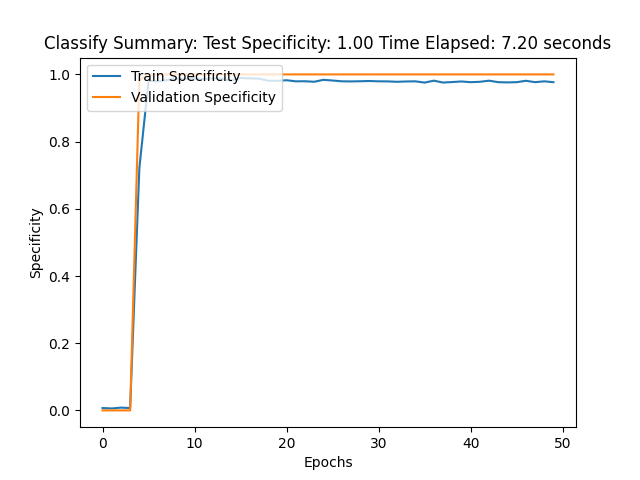 Classify Summary: Test Specificity: 1.00 Time Elapsed: 7.20 seconds
Train Specificity
Validation Specificity
Specificity
1.0
0.8
0.6
0.4
0.2
0.0
0 10 20 30 40 50
Epochs